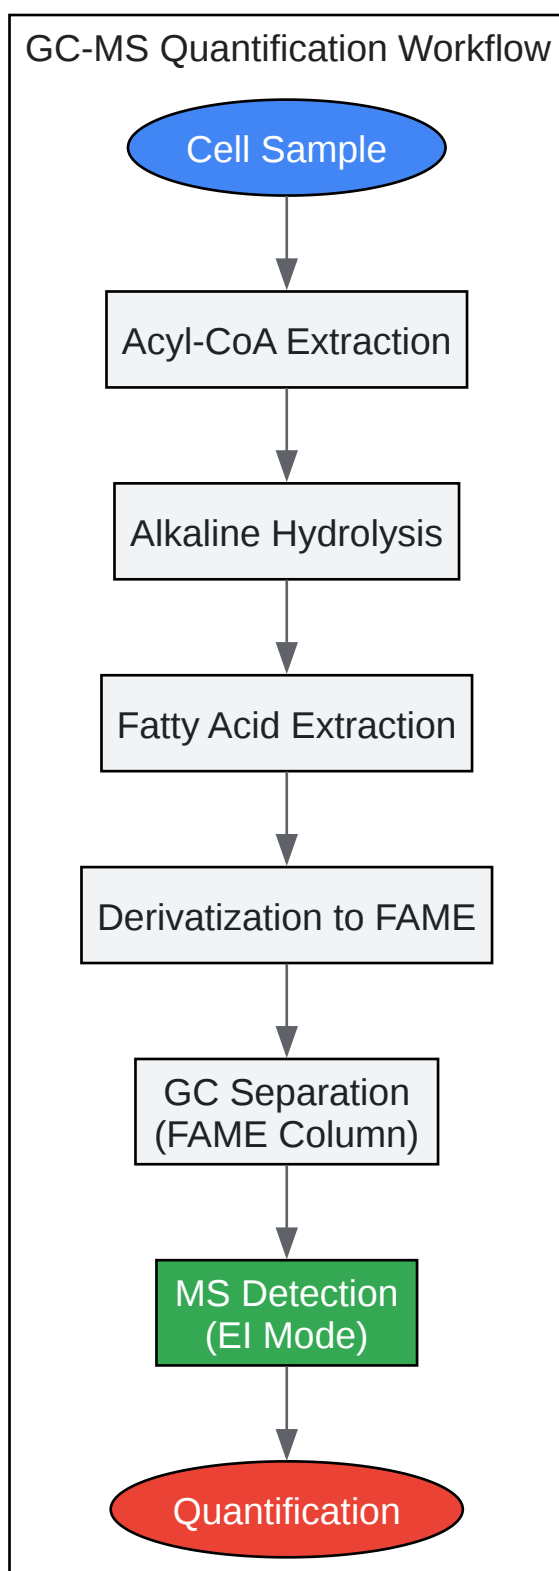 GC-MS Quantification Workflow
Cell Sample
Acyl-CoA Extraction
Alkaline Hydrolysis
Fatty Acid Extraction
Derivatization to FAME
GC Separation
(FAME Column)
MS Detection
(EI Mode)
Quantification